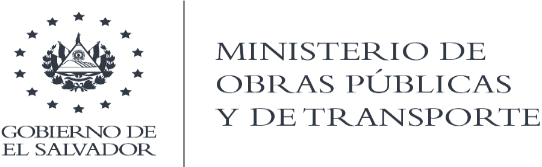 GOBIERNO DE
EL SALVADOR
MINISTERIO DE
OBRAS PÚBLICAS
Y DE TRANSPORTE